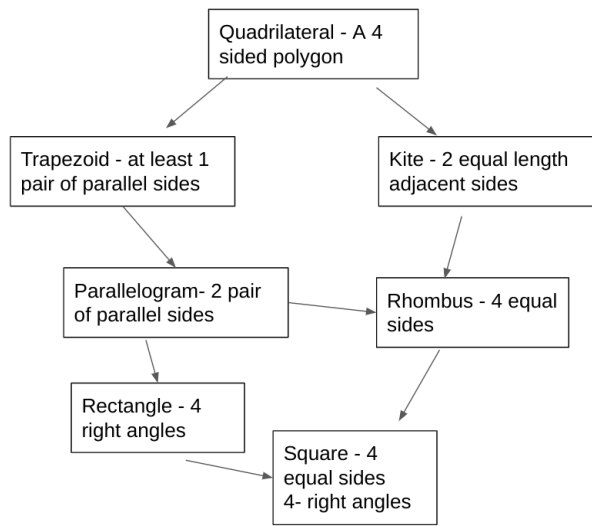 Quadrilateral - A 4
sided polygon
Trapezoid - at least 1
pair of parallel sides
Kite - 2 equal length
adjacent sides
Parallelogram- 2 pair
of parallel sides
Rhombus - 4 equal
sides
Rectangle - 4
right angles
Square - 4
equal sides
4- right angles